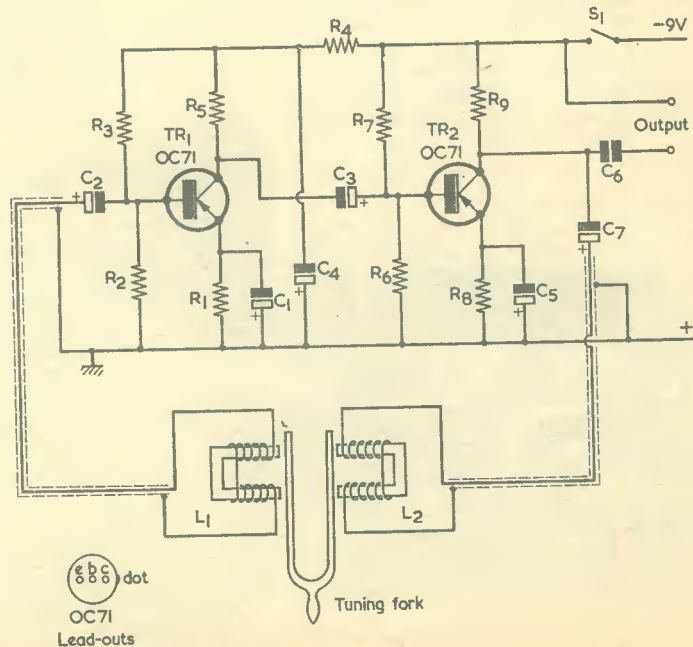 S1
-9V
R4
R3
R5
TR1
OC71
R7
TR2
OC71
R9
Output
C2
C3
C6
C7
R2
R1
C1
C4
R6
R8
C5
+
+
+
+
+
+
+
+
L1
L2
Tuning fork
e b c
dot
OC71
Lead-outs